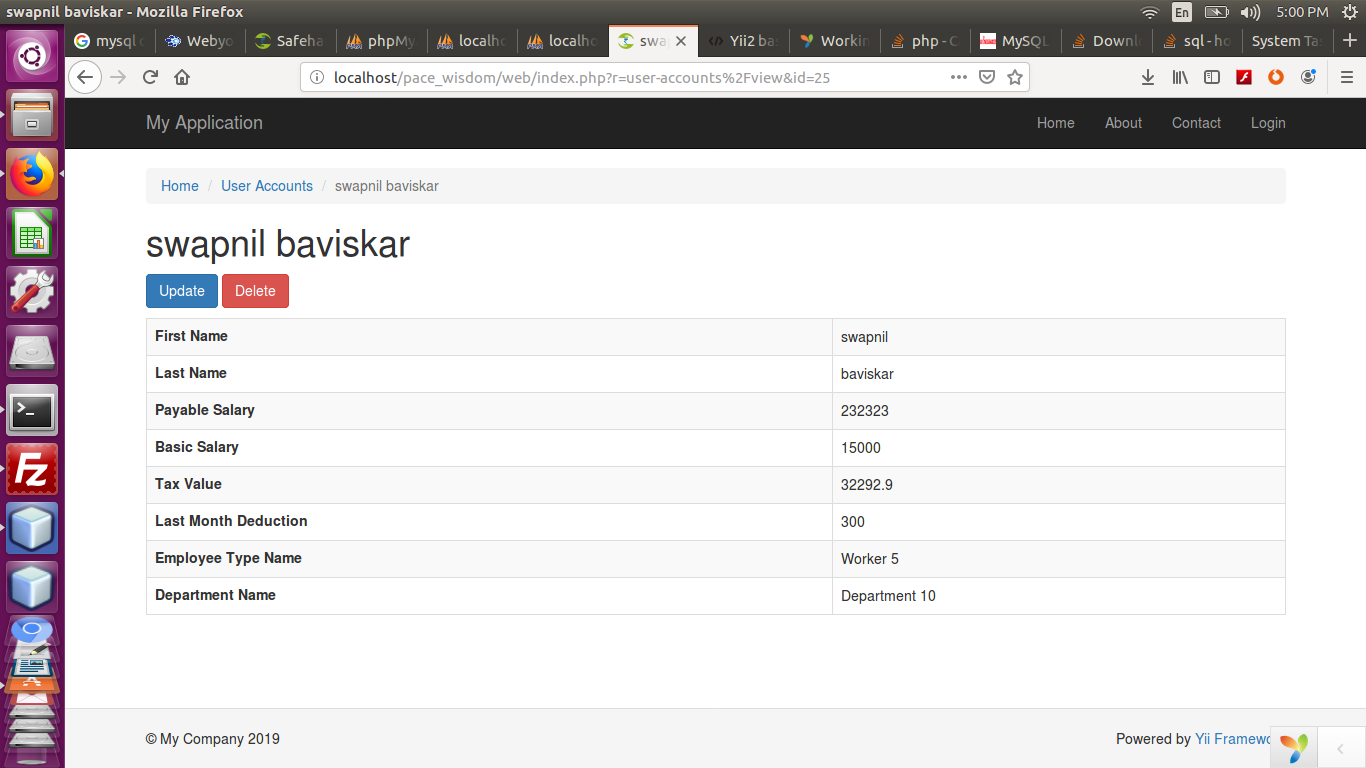 swapnil baviskar - Mozilla Firefox
En
5:00 PM
mysql
Webyo
Safeha
phpMy
localho
localho
swa
Yii2 ba
Workin
php - C
MySQL
Downl
sql - ho
System Ta
localhost/pace_wisdom/web/index.php?r=user-accounts%2Fview&id=25
My Application
Home
About
Contact
Login
Home / User Accounts / swapnil baviskar
swapnil baviskar
Update
Delete
First Name swapnil
Last Name baviskar
Payable Salary 232323
Basic Salary 15000
Tax Value 32292.9
Last Month Deduction 300
Employee Type Name Worker 5
Department Name Department 10
© My Company 2019
Powered by Yii Framewo